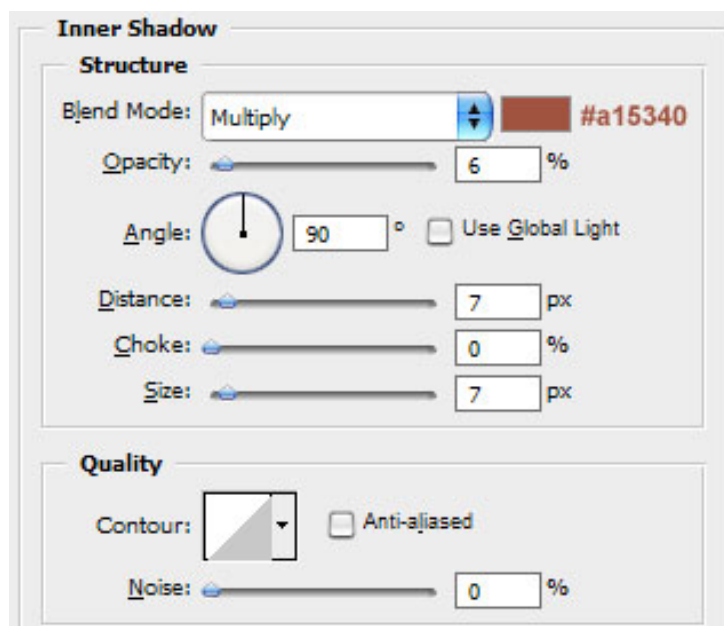 Inner Shadow
Structure
Blend Mode: Multiply #a15340
Opacity: 6 %
Angle: 90 ° Use Global Light
Distance: 7 px
Choke: 0 %
Size: 7 px
Quality
Contour: Anti-aliased
Noise: 0 %